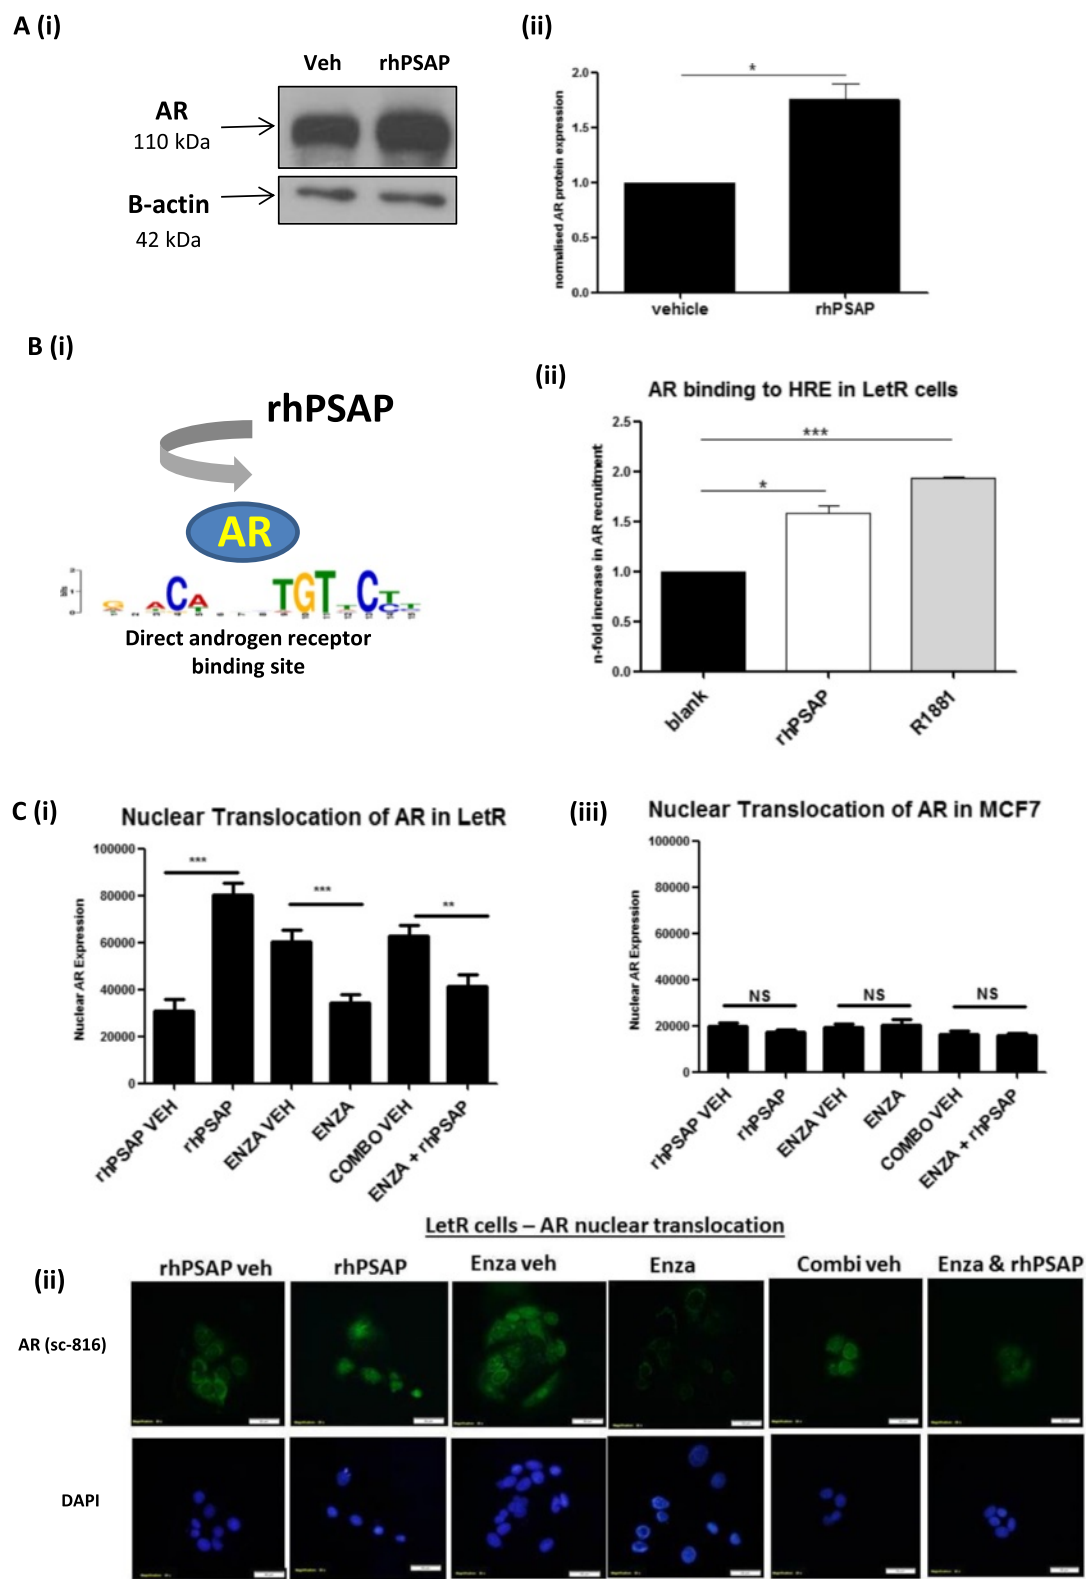 A (i)
Veh rhPSAP
AR
110 kDa
B-actin
42 kDa
(ii)
*
normalised AR protein expression
2.0
1.5
1.0
0.5
0.0
vehicle rhPSAP
B (i)
rhPSAP
AR
CA TGT CT
Direct androgen receptor
binding site
(ii)
AR binding to HRE in LetR cells
n-fold increase in AR recruitment
2.5
2.0
1.5
1.0
0.5
0.0
***
*
blank rhPSAP R1881
C (i)
Nuclear Translocation of AR in LetR
Nuclear AR Expression
100000
80000
60000
40000
20000
0
*** *** **
rhPSAP VEH rhPSAP ENZA VEH ENZA COMBO VEH ENZA + rhPSAP
(iii)
Nuclear Translocation of AR in MCF7
Nuclear AR Expression
100000
80000
60000
40000
20000
0
NS NS NS
rhPSAP VEH rhPSAP ENZA VEH ENZA COMBO VEH ENZA + rhPSAP
LetR cells – AR nuclear translocation
(ii)
rhPSAP veh rhPSAP Enza veh Enza Combi veh Enza & rhPSAP
AR (sc-816)
DAPI